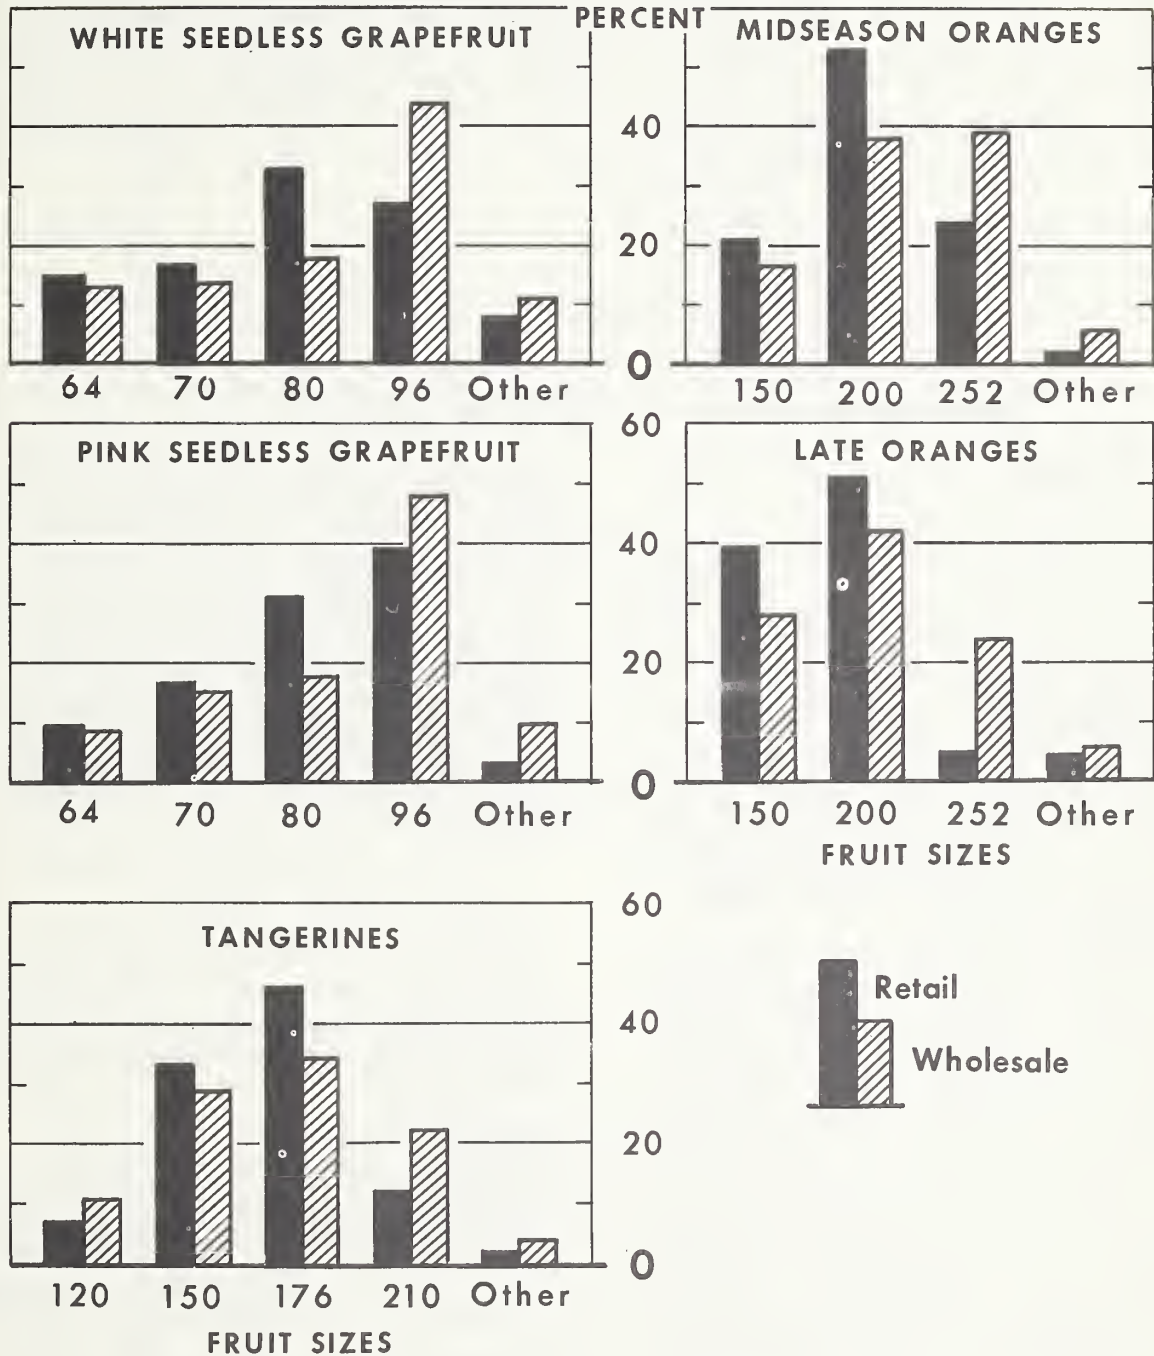 PERCENT
WHITE SEEDLESS GRAPEFRUIT
MIDSEASON ORANGES
40
20
0
64 70 80 96 Other
150 200 252 Other
PINK SEEDLESS GRAPEFRUIT
LATE ORANGES
60
40
20
0
64 70 80 96 Other
150 200 252 Other
FRUIT SIZES
TANGERINES
60
40
20
0
120 150 176 210 Other
FRUIT SIZES
Retail
Wholesale